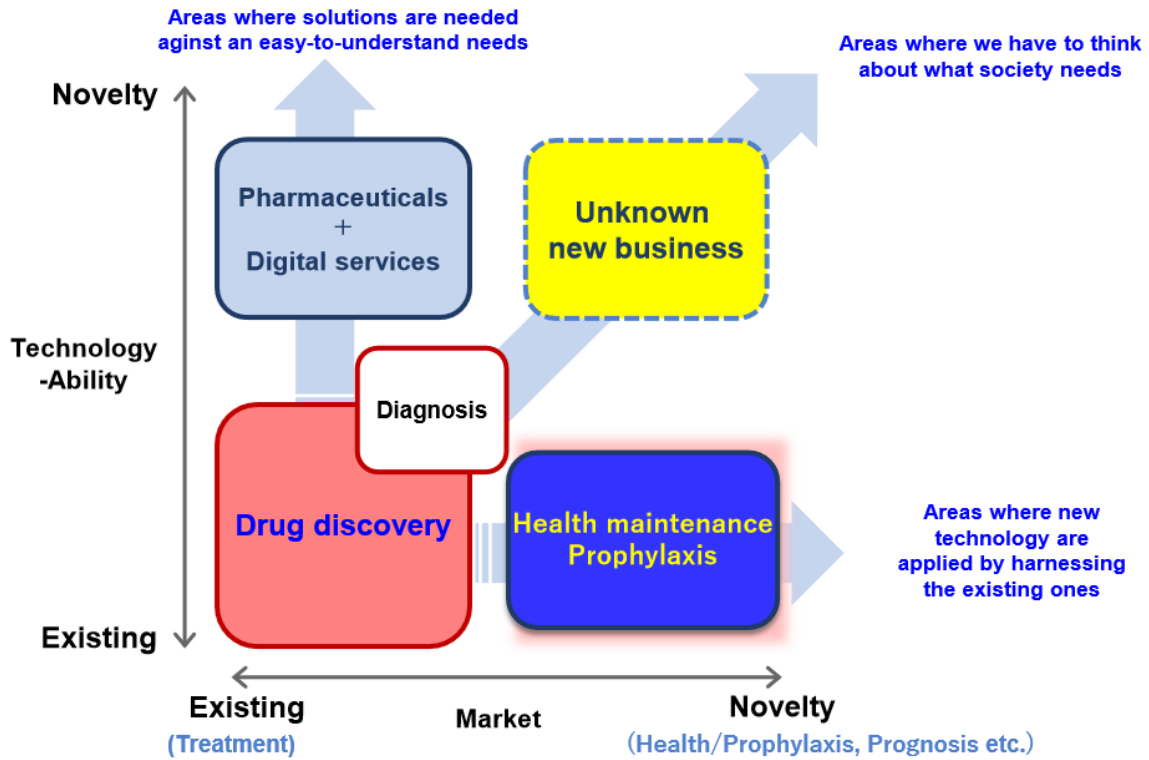 Areas where solutions are needed
aginst an easy-to-understand needs
Areas where we have to think
about what society needs
Novelty
Pharmaceuticals
+
Digital services
Unknown
new business
Technology
-Ability
Diagnosis
Drug discovery
Health maintenance
Prophylaxis
Areas where new
technology are
applied by harnessing
the existing ones
Existing
Existing
Market
Novelty
(Treatment)
(Health/Prophylaxis, Prognosis etc.)